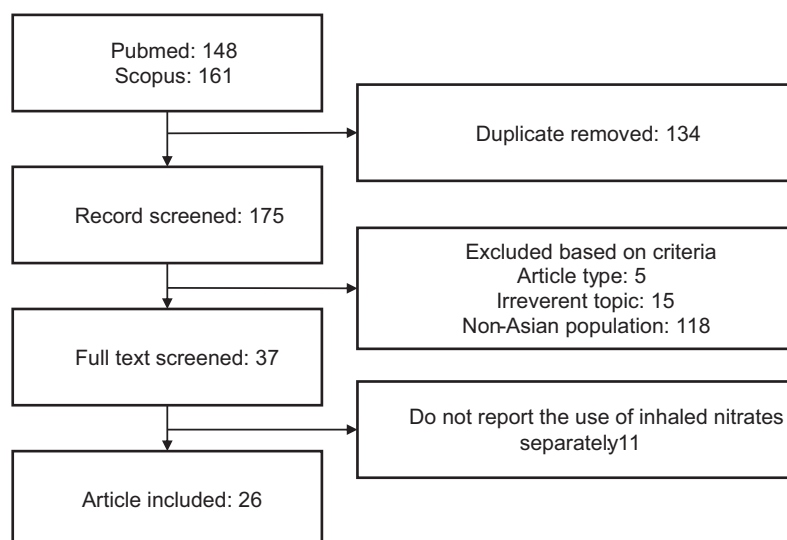 Pubmed: 148
Scopus: 161
Duplicate removed: 134
Record screened: 175
Excluded based on criteria
Article type: 5
Irreverent topic: 15
Non-Asian population: 118
Full text screened: 37
Do not report the use of inhaled nitrates
separately:11
Article included: 26